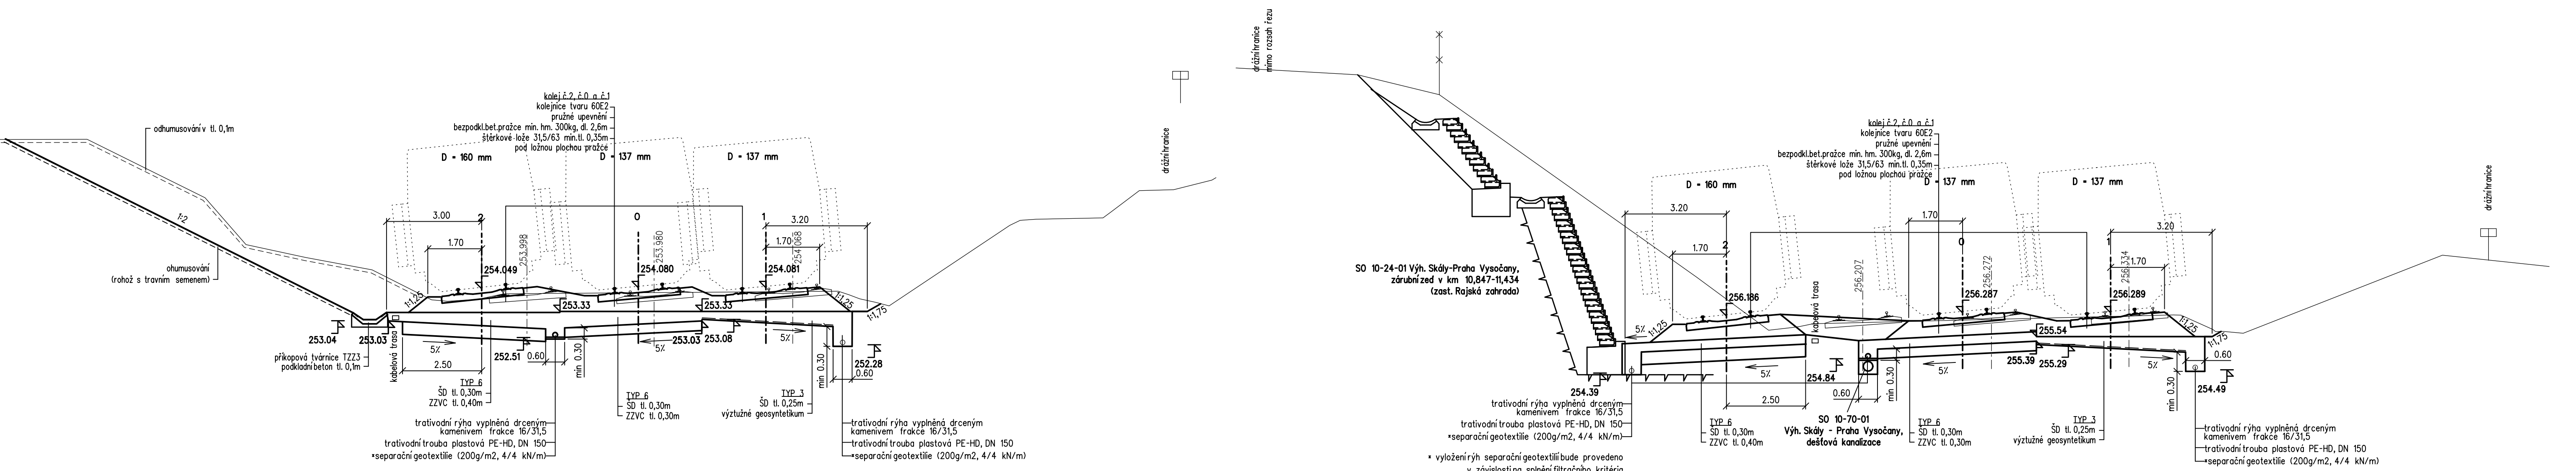 odhumusování v tl. 0,1m
1:2
ohumusování
(rohož s travním semenem)
kolej č.2, č.0 a č.1
kolejnice tvaru 60E2
pružné upevnění
bezpodkl.bet.pražce min. hm. 300kg, dl. 2,6m
štěrkové lože 31,5/63 min.tl. 0,35m
pod ložnou plochou pražce
D = 160 mm
D = 137 mm
D = 137 mm
drážní hranice
3.00
2
0
1
3.20
1.70
1.70
253.998
253.980
254.068
254.049
254.080
254.081
1:1,25
253.33
253.33
1:1,25
1:1,75
253.04
253.03
kabelová trasa
5%
252.51
0.60
min 0.30
5%
253.03
253.08
5%
min 0.30
252.28
0.60
příkopová tvárnice TZZ3
podkladní beton tl. 0,1m
2.50
TYP 6
ŠD tl. 0,30m
ZZVC tl. 0,40m
TYP 6
ŠD tl. 0,30m
ZZVC tl. 0,30m
TYP 3
ŠD tl. 0,25m
výztužné geosyntetikum
trativodní rýha vyplněná drceným
kamenivem frakce 16/31,5
trativodní trouba plastová PE-HD, DN 150
*separační geotextilie (200g/m2, 4/4 kN/m)
trativodní rýha vyplněná drceným
kamenivem frakce 16/31,5
trativodní trouba plastová PE-HD, DN 150
*separační geotextilie (200g/m2, 4/4 kN/m)
drážní hranice
mimo rozsah řezu
kolej č.2, č.0 a č.1
kolejnice tvaru 60E2
pružné upevnění
bezpodkl.bet.pražce min. hm. 300kg, dl. 2,6m
štěrkové lože 31,5/63 min.tl. 0,35m
pod ložnou plochou pražce
D = 160 mm
D = 137 mm
D = 137 mm
drážní hranice
3.20
1.70
2
1.70
0
1
3.20
1.70
SO 10-24-01 Výh. Skály-Praha Vysočany,
zárubní zed v km 10,847-11,434
(zast. Rajská zahrada)
256.207
256.272
256.334
256.186
256.287
256.289
kabelová trasa
5%
1:1,25
255.54
1:1,25
1:1,75
254.39
5%
254.84
0.60
min 0.30
5%
255.39
255.29
5%
min 0.30
0.60
254.49
2.50
trativodní rýha vyplněná drceným
kamenivem frakce 16/31,5
trativodní trouba plastová PE-HD, DN 150
*separační geotextilie (200g/m2, 4/4 kN/m)
TYP 6
ŠD tl. 0,30m
ZZVC tl. 0,40m
SO 10-70-01
Výh. Skály - Praha Vysočany,
dešťová kanalizace
TYP 6
ŠD tl. 0,30m
ZZVC tl. 0,30m
TYP 3
ŠD tl. 0,25m
výztužné geosyntetikum
trativodní rýha vyplněná drceným
kamenivem frakce 16/31,5
trativodní trouba plastová PE-HD, DN 150
*separační geotextilie (200g/m2, 4/4 kN/m)
* vyložení rýh separační geotextilií bude provedeno
v závislosti na splnění filtračního kritéria